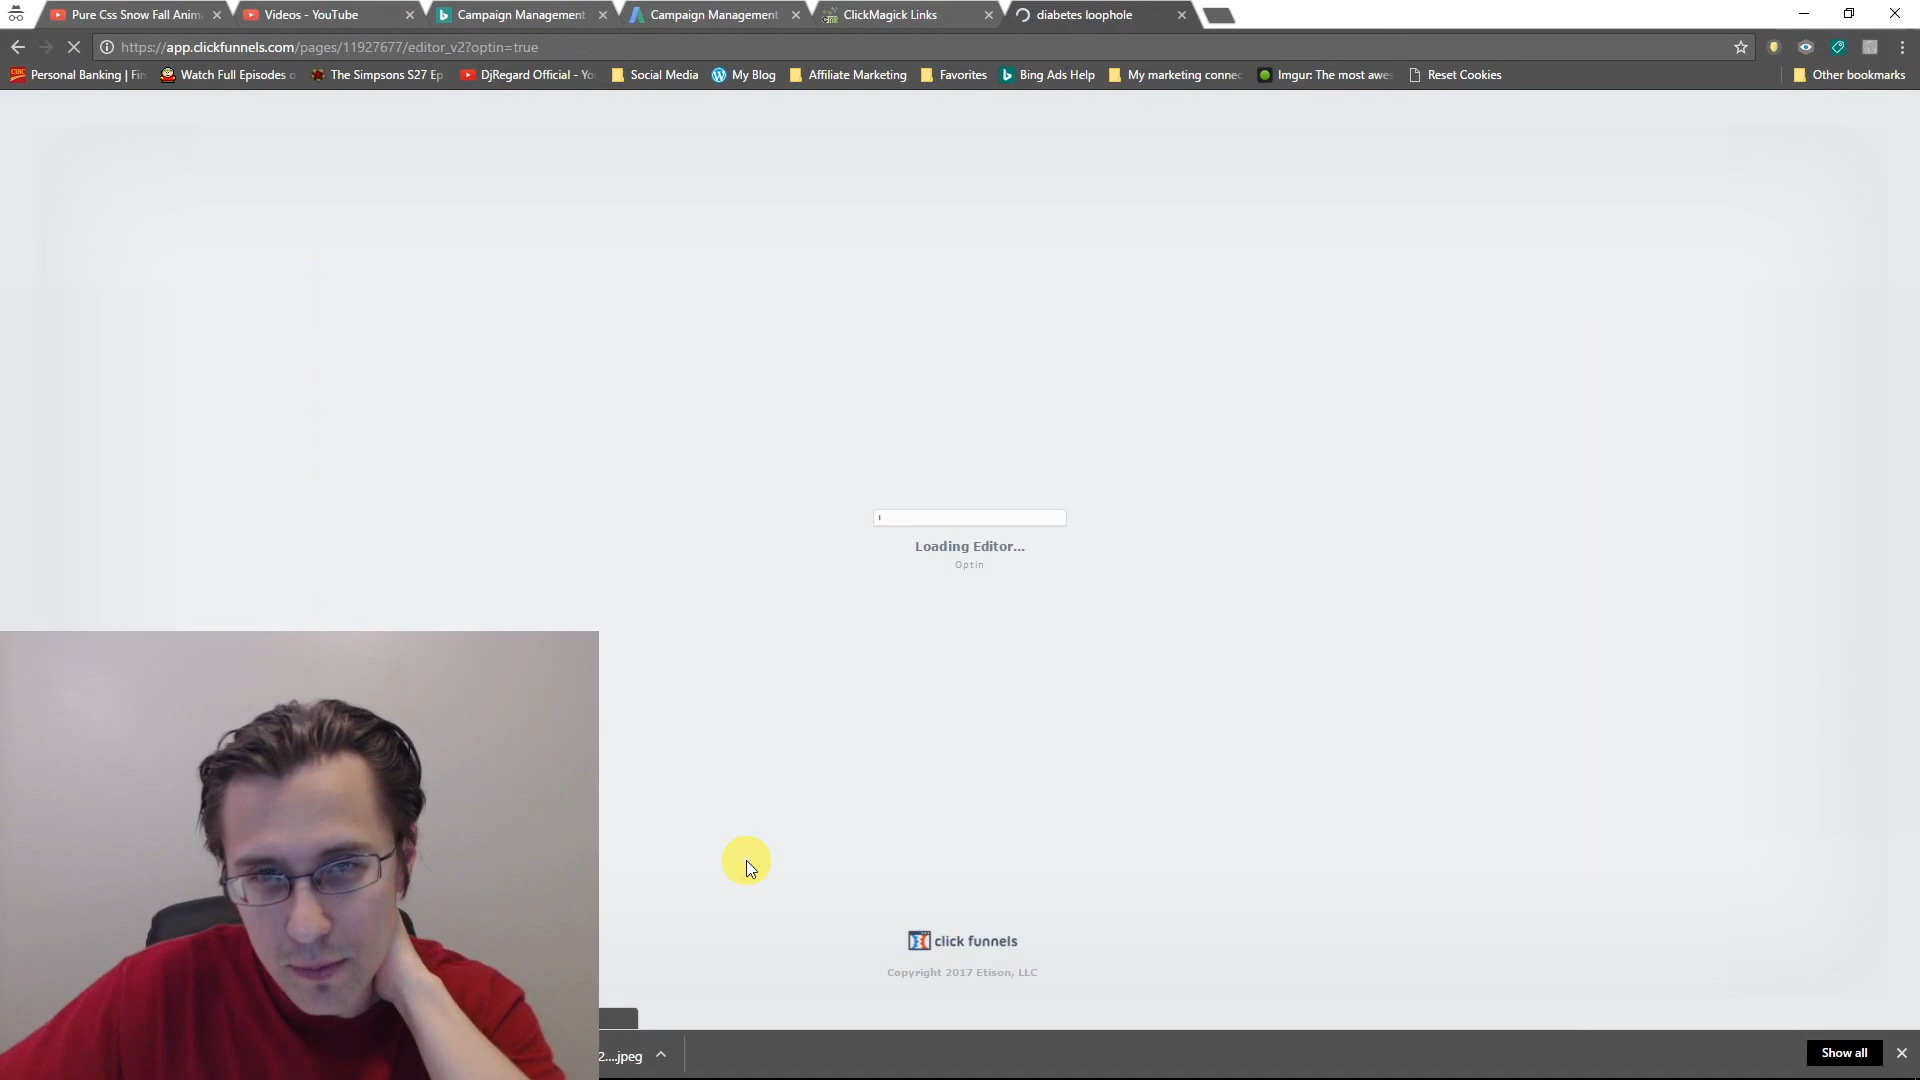 Pure Css Snow Fall Anim
Videos - YouTube
Campaign Management
Campaign Management
ClickMagick Links
diabetes loophole
https://app.clickfunnels.com/pages/11927677/editor_v2?optin=true
Personal Banking | Fin
Watch Full Episodes o
The Simpsons S27 Ep
DjRegard Official - Yo
Social Media
My Blog
Affiliate Marketing
Favorites
Bing Ads Help
My marketing connec
Imgur: The most awes
Reset Cookies
Other bookmarks
Loading Editor...
Optin
click funnels
Copyright 2017 Etison, LLC
2....jpeg
Show all